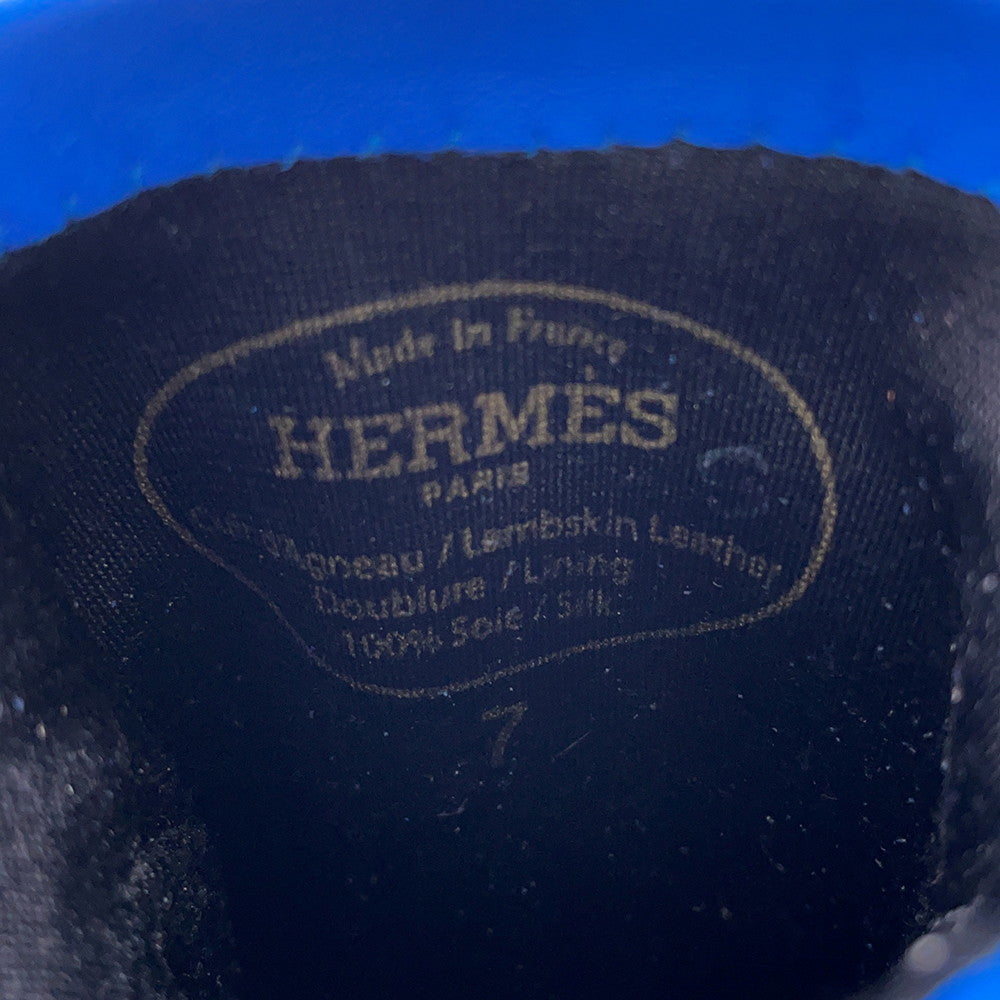 Made in France
HERMÈS
PARIS
S
d'Agneau / Lambskin Leather
Doublure / Lining
100% Soie / Silk
7